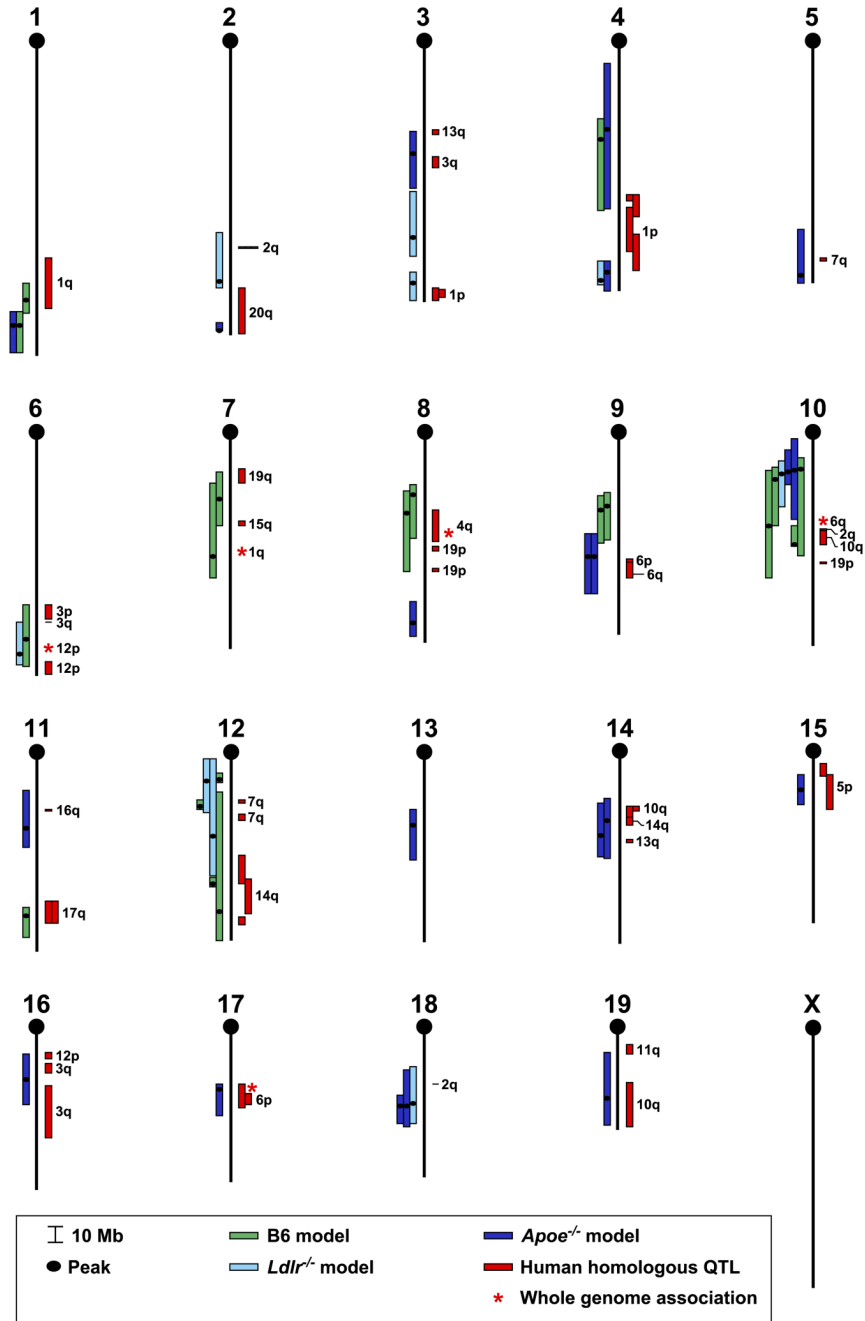 1 2 3 4 5
13q
3q
1p
2q
7q
1q
1p
20q
6 7 8 9 10
19q
15q
1q
4q
19p
19p
6p
6q
6q
2q
10q
19p
3p
3q
12p
12p
11 12 13 14 15
16q
7q
7q
10q
14q
13q
5p
17q
14q
16 17 18 19 X
12p
3q
3q
6p
2q
11q
10q
10 Mb B6 model Apoe-/- model
Peak Ldlr-/- model Human homologous QTL
* Whole genome association